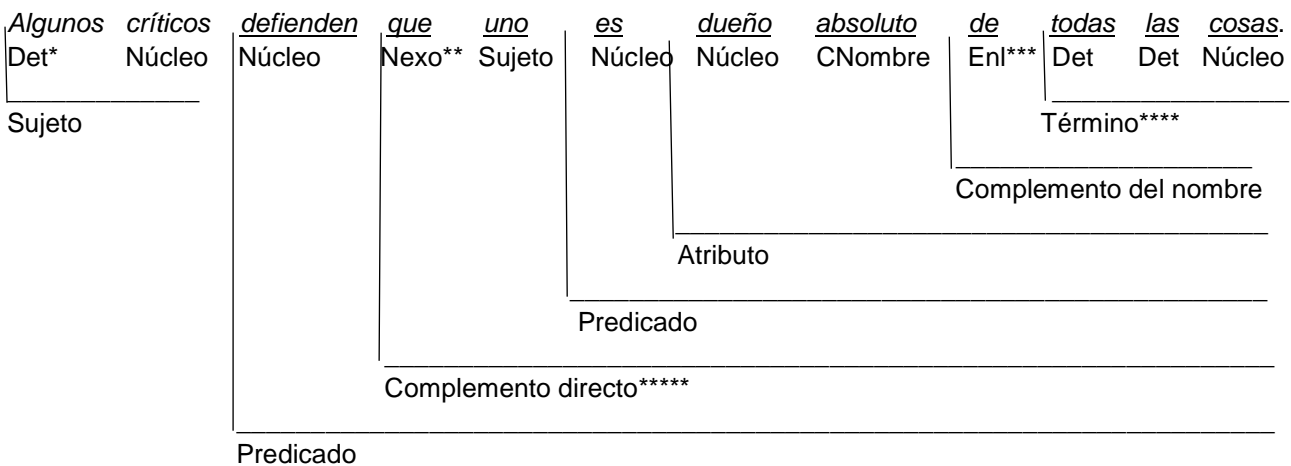 Algunos críticos defienden que uno es dueño absoluto de todas las cosas.
Det* Núcleo Núcleo Nexo** Sujeto Núcleo Núcleo CNombre Enl*** Det Det Núcleo
Sujeto Término****
Complemento del nombre
Atributo
Predicado
Complemento directo*****
Predicado